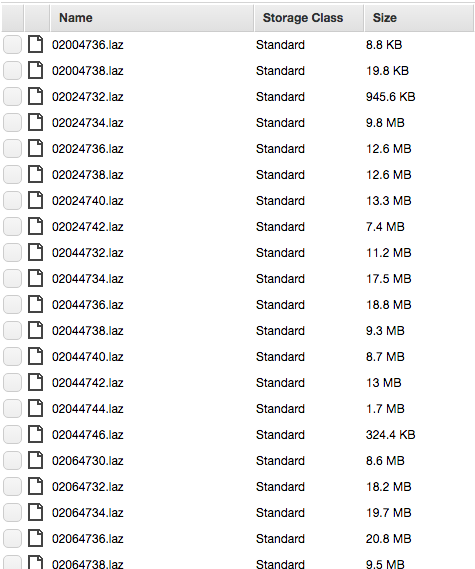 Name Storage Class Size
02004736.laz Standard 8.8 KB
02004738.laz Standard 19.8 KB
02024732.laz Standard 945.6 KB
02024734.laz Standard 9.8 MB
02024736.laz Standard 12.6 MB
02024738.laz Standard 12.6 MB
02024740.laz Standard 13.3 MB
02024742.laz Standard 7.4 MB
02044732.laz Standard 11.2 MB
02044734.laz Standard 17.5 MB
02044736.laz Standard 18.8 MB
02044738.laz Standard 9.3 MB
02044740.laz Standard 8.7 MB
02044742.laz Standard 13 MB
02044744.laz Standard 1.7 MB
02044746.laz Standard 324.4 KB
02064730.laz Standard 8.6 MB
02064732.laz Standard 18.2 MB
02064734.laz Standard 19.7 MB
02064736.laz Standard 20.8 MB
02064738.laz Standard 9.5 MB